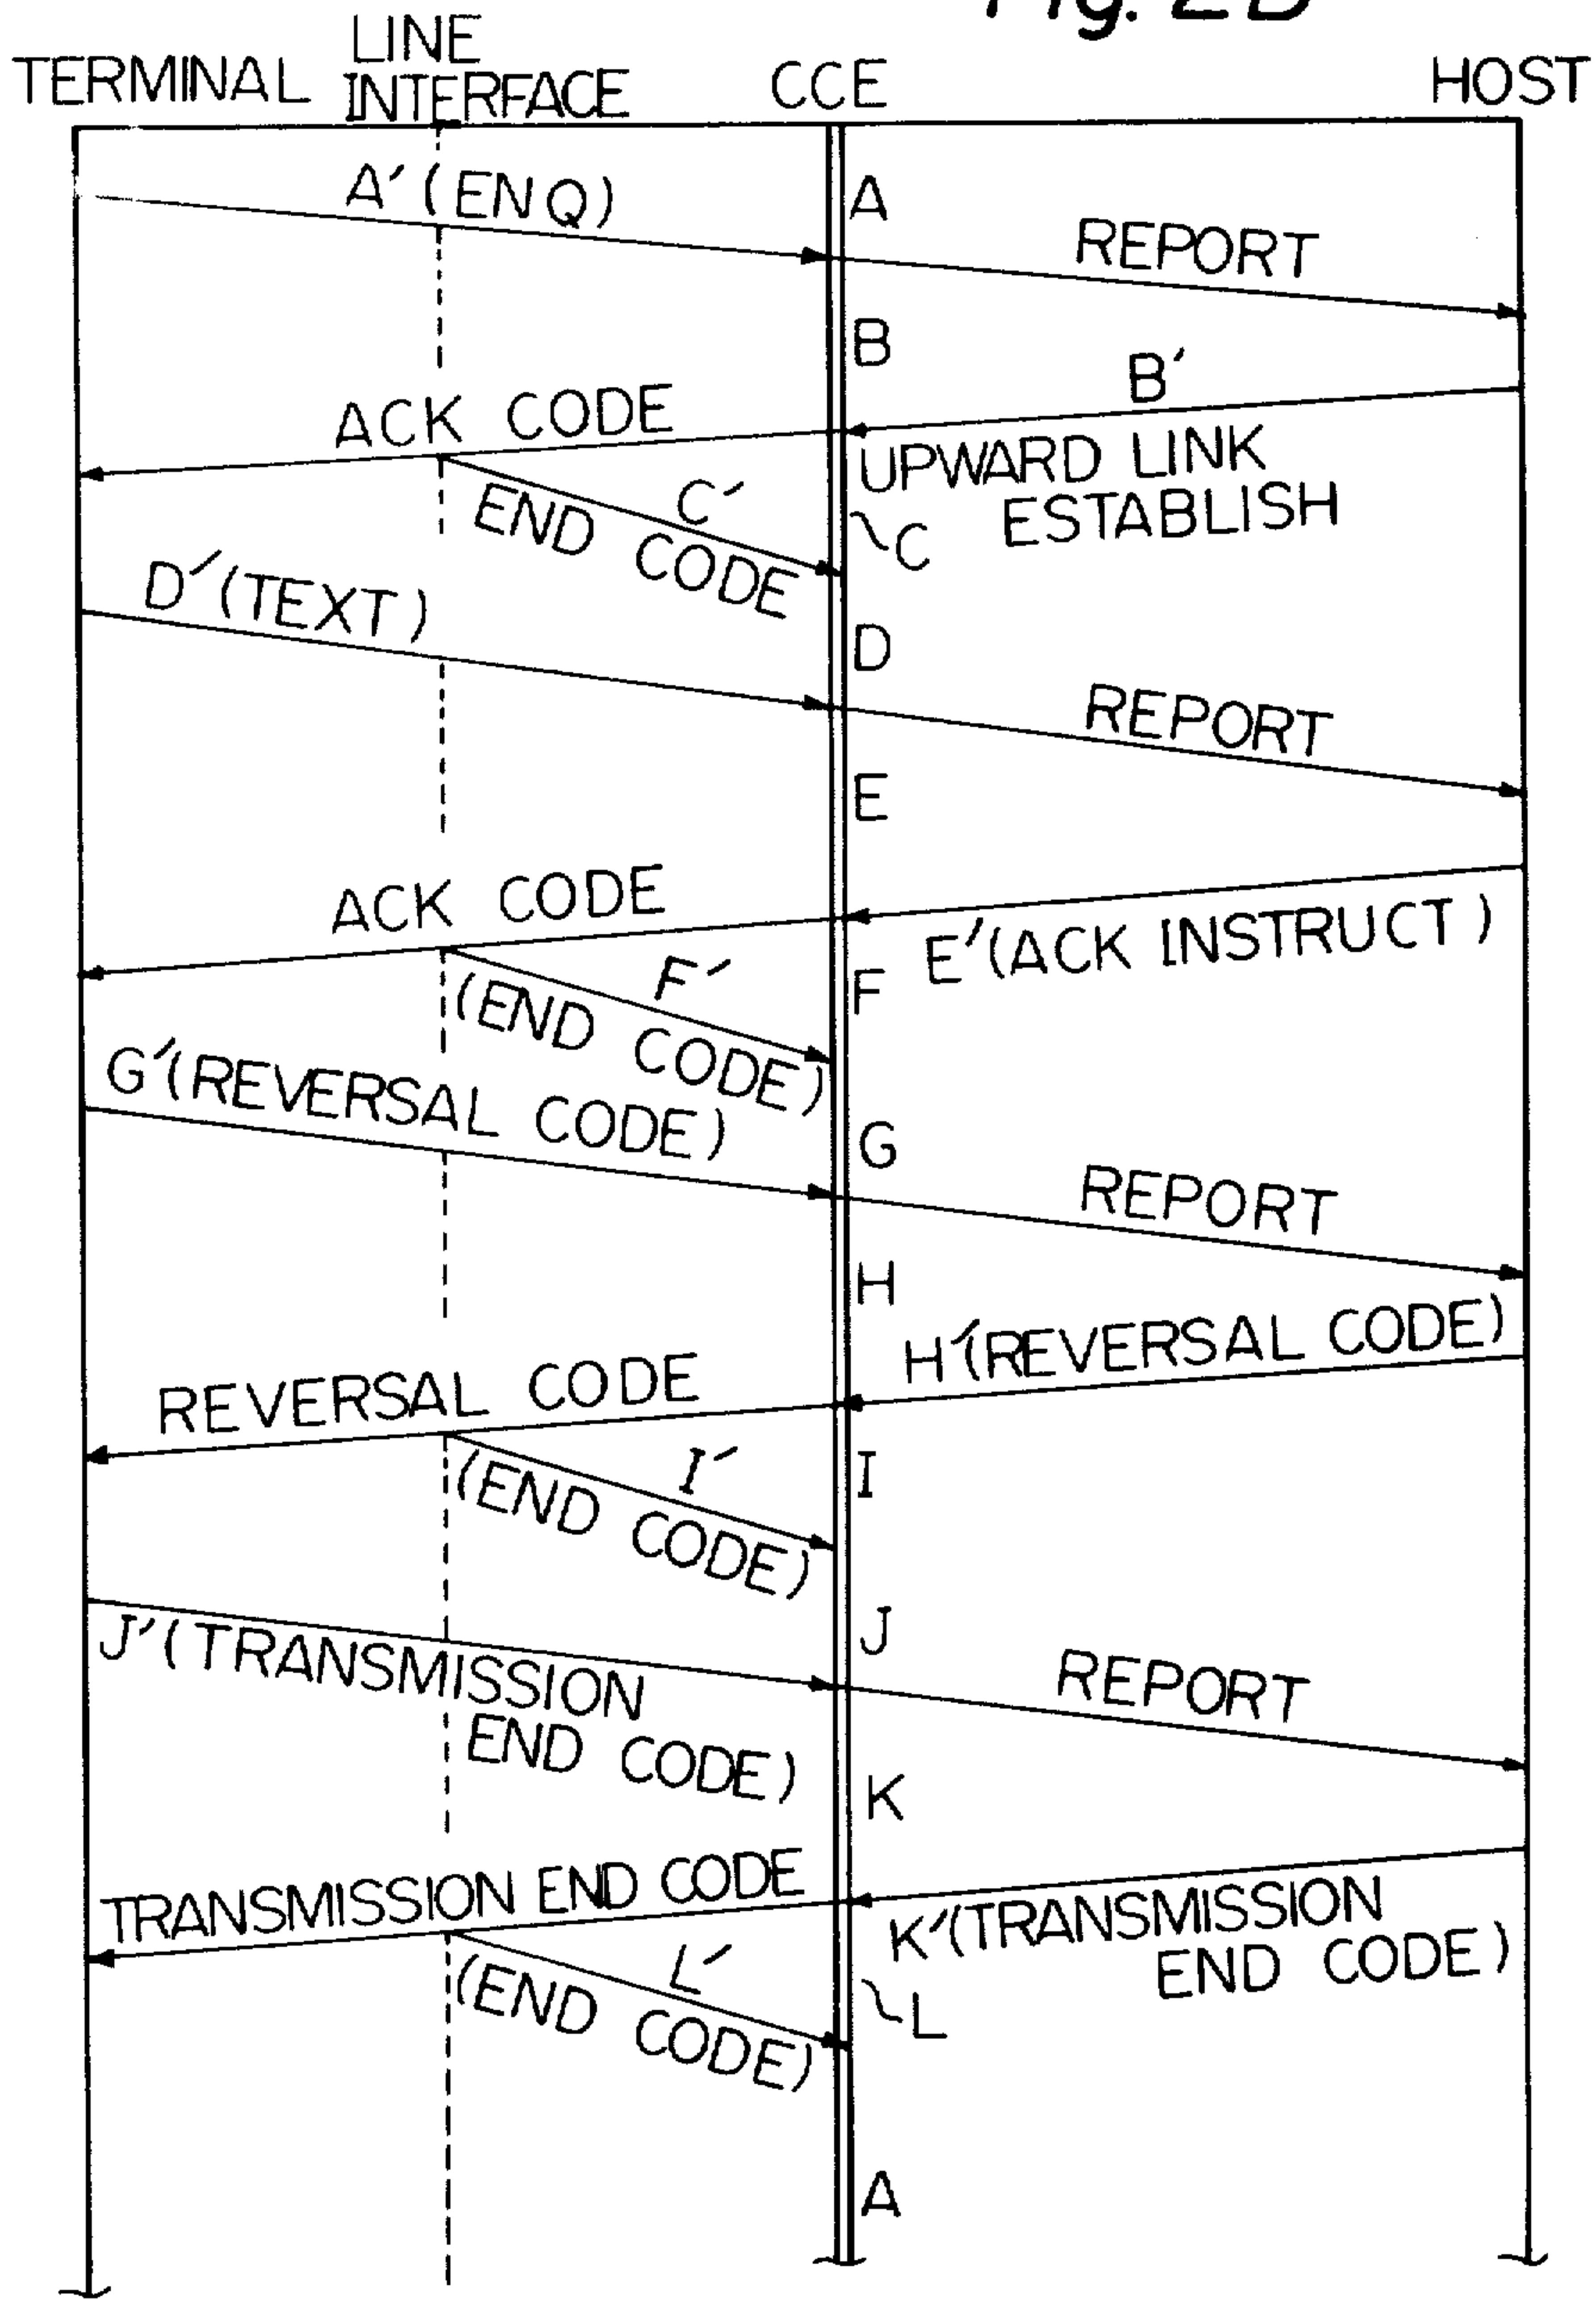 Fig. 2B
TERMINAL
LINE
INTERFACE
CCE
HOST
A' (ENQ)
A
REPORT
B
B'
ACK CODE
UPWARD LINK
ESTABLISH
C'
END CODE
C
D' (TEXT)
D
REPORT
E
ACK CODE
E' (ACK INSTRUCT)
F'
(END CODE)
F
G' (REVERSAL CODE)
G
REPORT
H
H' (REVERSAL CODE)
REVERSAL CODE
I'
(END CODE)
I
J' (TRANSMISSION
END CODE)
J
REPORT
K
TRANSMISSION END CODE
K' (TRANSMISSION
END CODE)
L'
(END CODE)
L
A